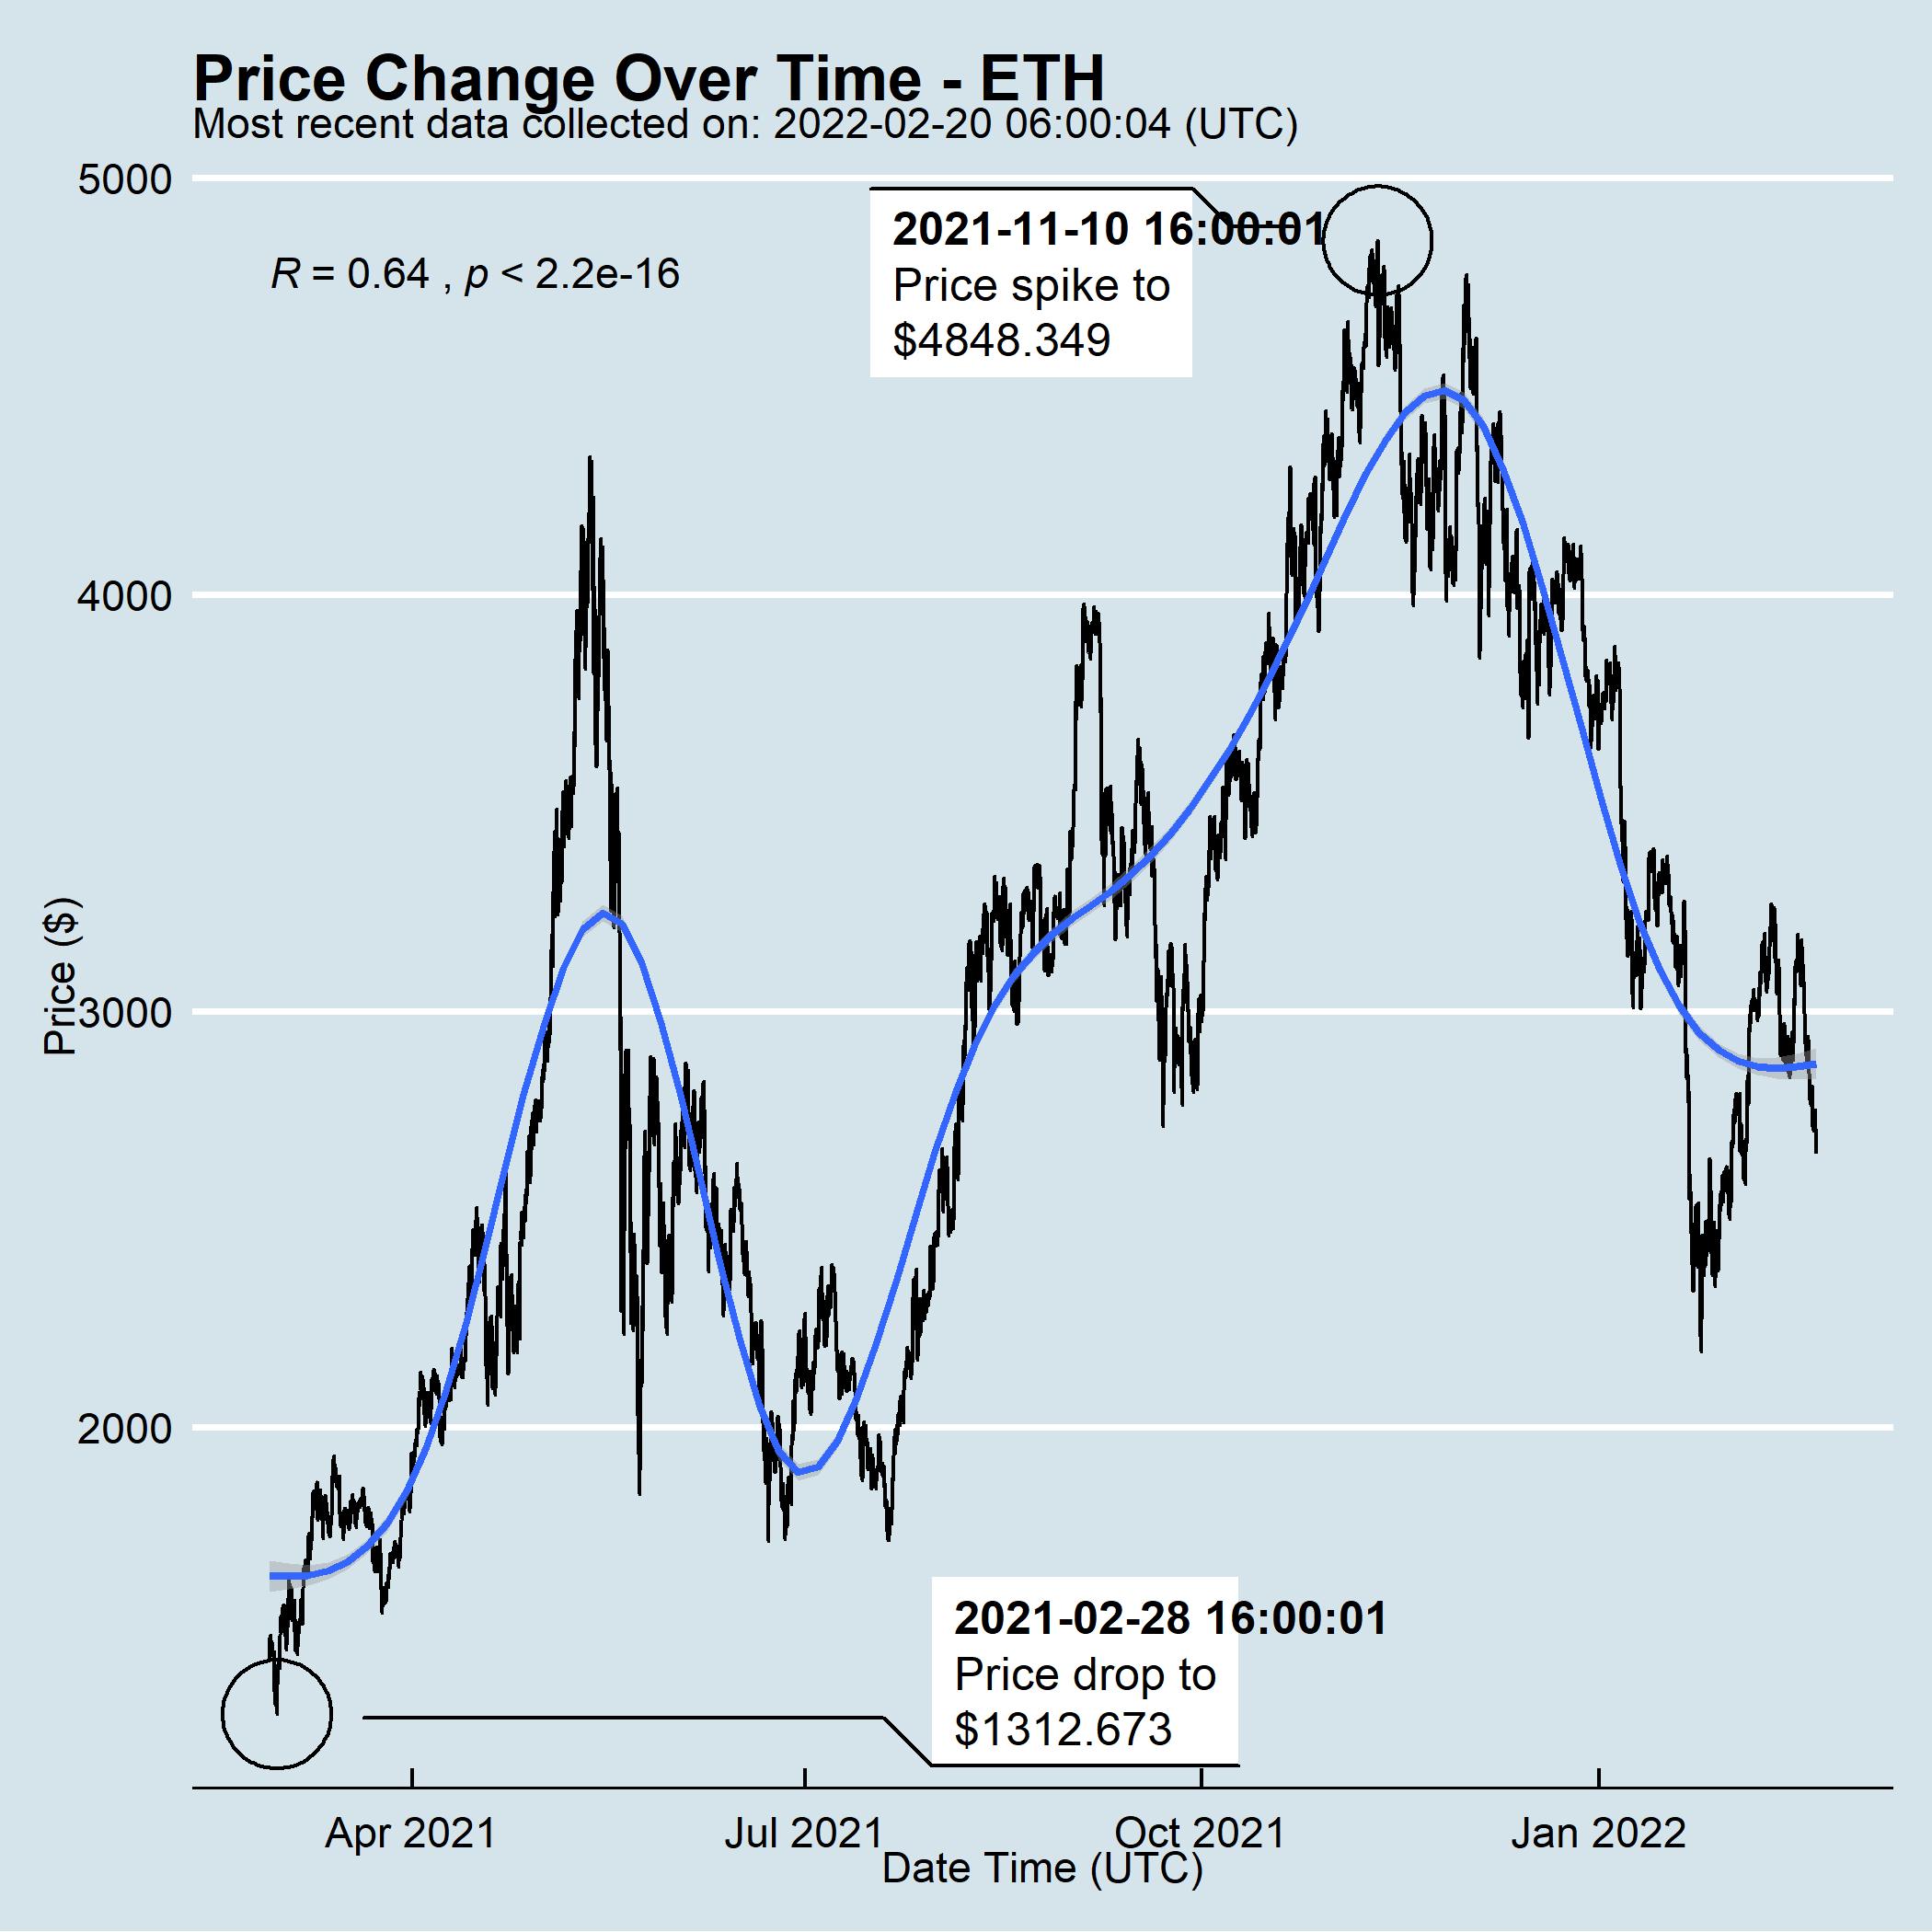 Price Change Over Time - ETH
Most recent data collected on: 2022-02-20 06:00:04 (UTC)
5000
4000
3000
2000
Price ($)
R = 0.64 , p < 2.2e-16
2021-11-10 16:00:01
Price spike to
$4848.349
2021-02-28 16:00:01
Price drop to
$1312.673
Apr 2021
Jul 2021
Oct 2021
Jan 2022
Date Time (UTC)